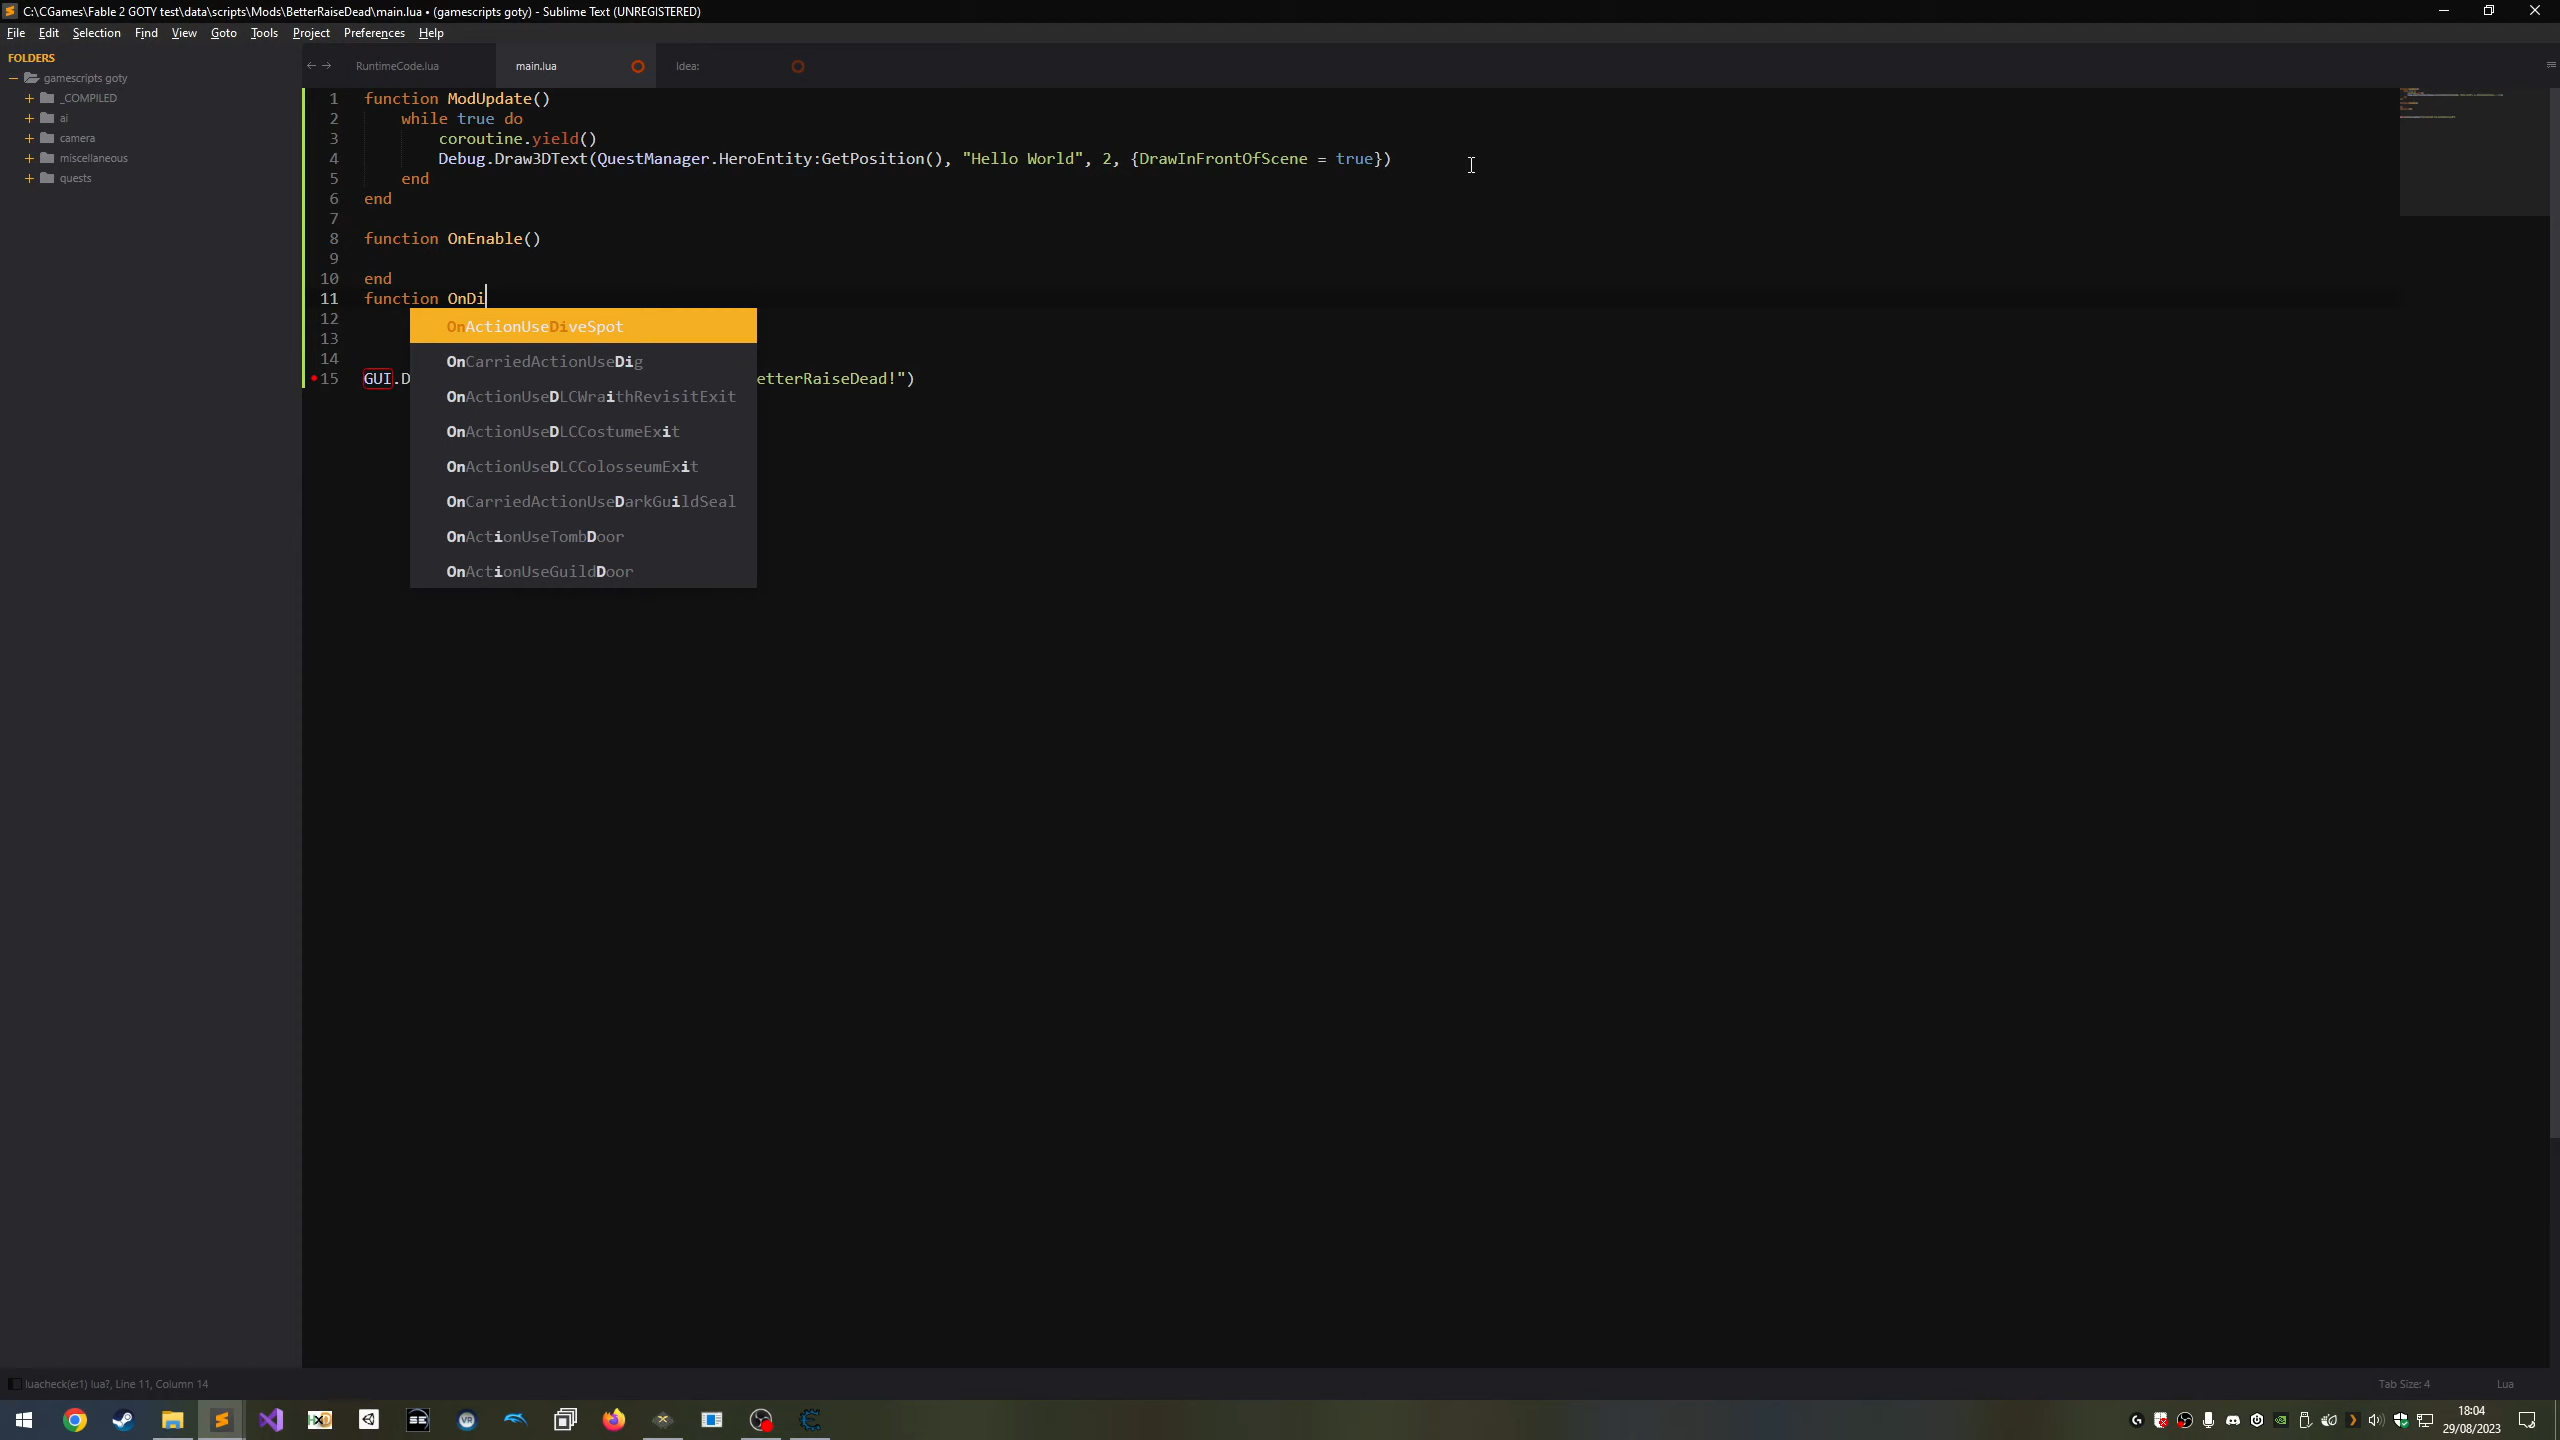 C:\CGames\Fable 2 GOTY test\data\scripts\Mods\BetterRaiseDead\main.lua • (gamescripts goty) - Sublime Text (UNREGISTERED)
File Edit Selection Find View Goto Tools Project Preferences Help
FOLDERS
gamescripts goty
_COMPILED
ai
camera
miscellaneous
quests
RuntimeCode.lua main.lua Idea:
1 function ModUpdate()
2 while true do
3 coroutine.yield()
4 Debug.Draw3DText(QuestManager.HeroEntity:GetPosition(), "Hello World", 2, {DrawInFrontOfScene = true})
5 end
6 end
7
8 function OnEnable()
9
10 end
11 function OnDi
12
13
14
15 GUI.D etterRaiseDead!")
OnActionUseDiveSpot
OnCarriedActionUseDig
OnActionUseDLCWraithRevisitExit
OnActionUseDLCCostumeExit
OnActionUseDLCColosseumExit
OnCarriedActionUseDarkGuildSeal
OnActionUseTombDoor
OnActionUseGuildDoor
luacheck(e:1) lua?, Line 11, Column 14 Tab Size: 4 Lua
18:04
29/08/2023